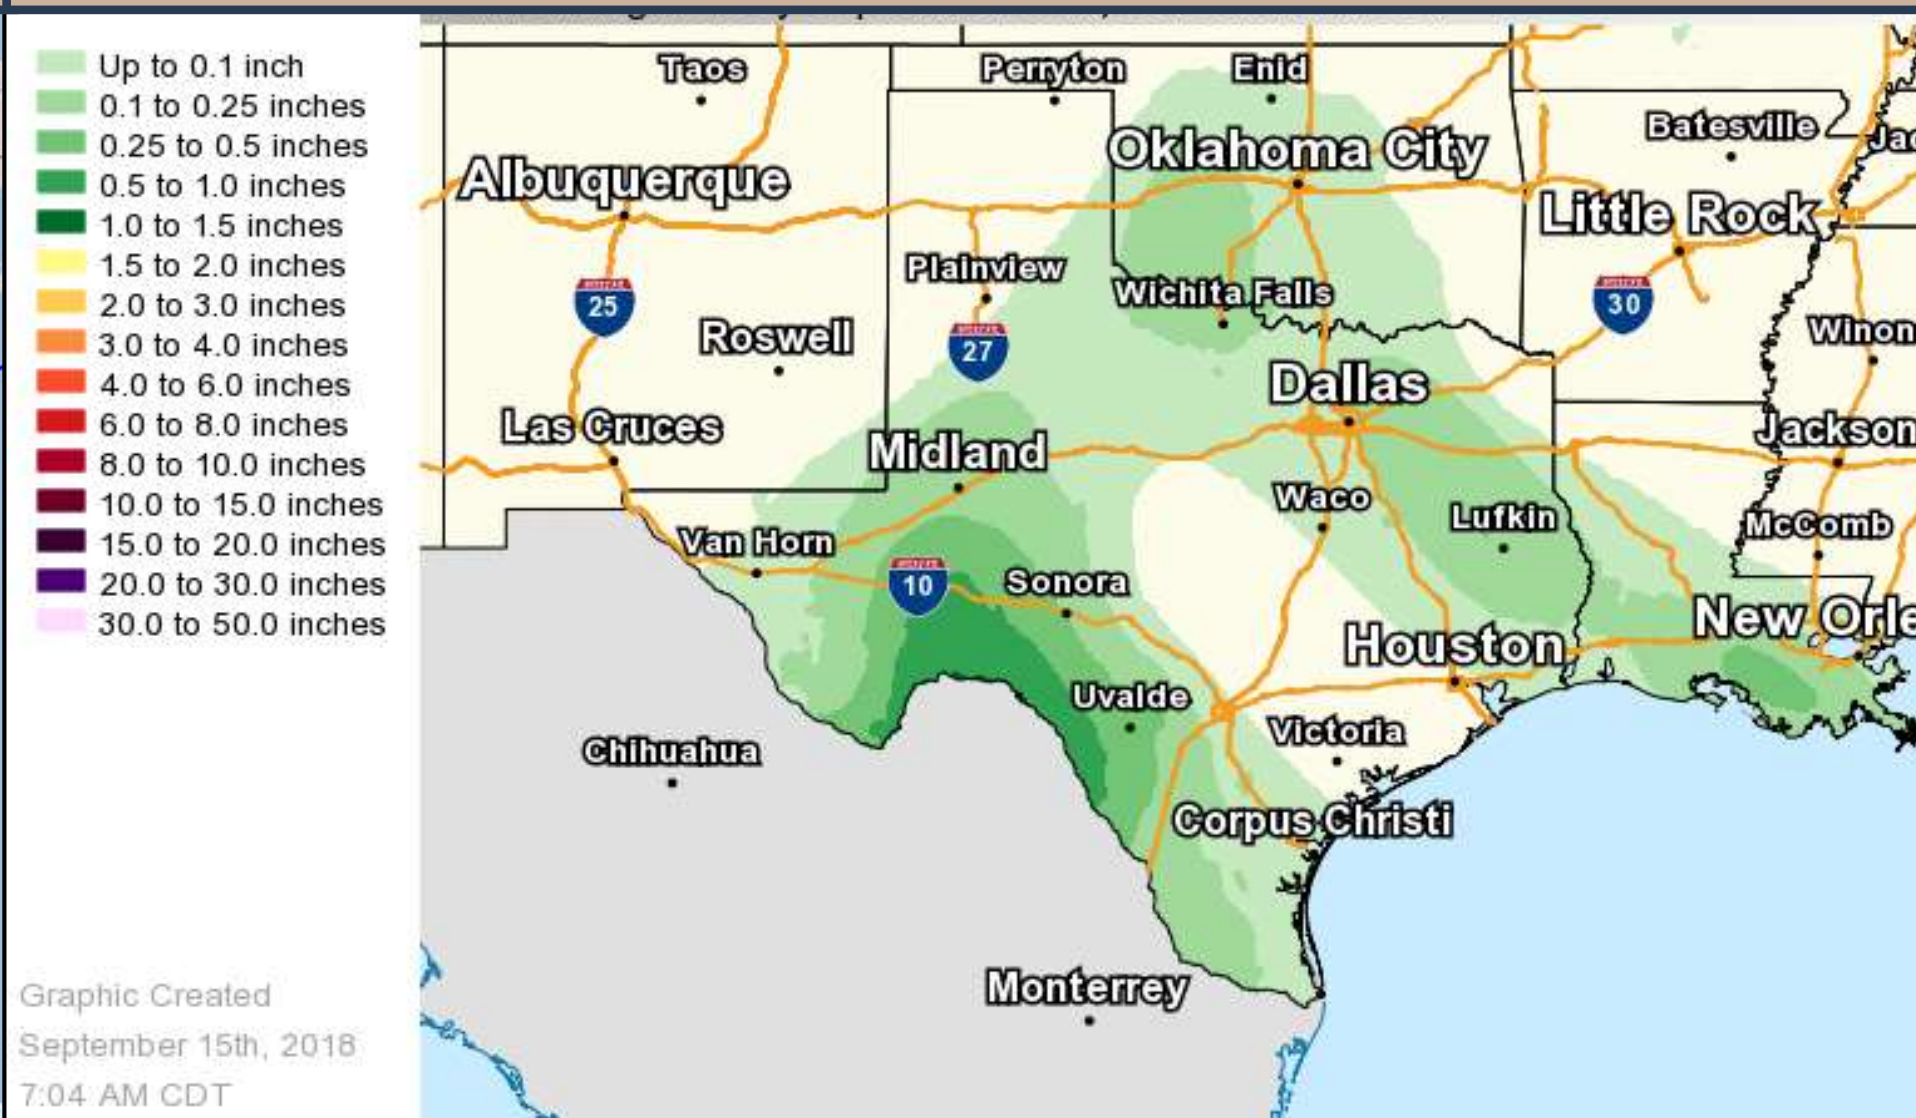 Up to 0.1 inch
0.1 to 0.25 inches
0.25 to 0.5 inches
0.5 to 1.0 inches
1.0 to 1.5 inches
1.5 to 2.0 inches
2.0 to 3.0 inches
3.0 to 4.0 inches
4.0 to 6.0 inches
6.0 to 8.0 inches
8.0 to 10.0 inches
10.0 to 15.0 inches
15.0 to 20.0 inches
20.0 to 30.0 inches
30.0 to 50.0 inches
Graphic Created
September 15th, 2018
7:04 AM CDT
Taos
Perryton
Enid
Batesville
Jac
Oklahoma City
Albuquerque
Little Rock
Plainview
Wichita Falls
25
30
Roswell
27
Winon
Dallas
Las Cruces
Midland
Jackson
Waco
Lufkin
McComb
Van Horn
10
Sonora
New Orle
Houston
Uvalde
Victoria
Chihuahua
Corpus Christi
Monterrey